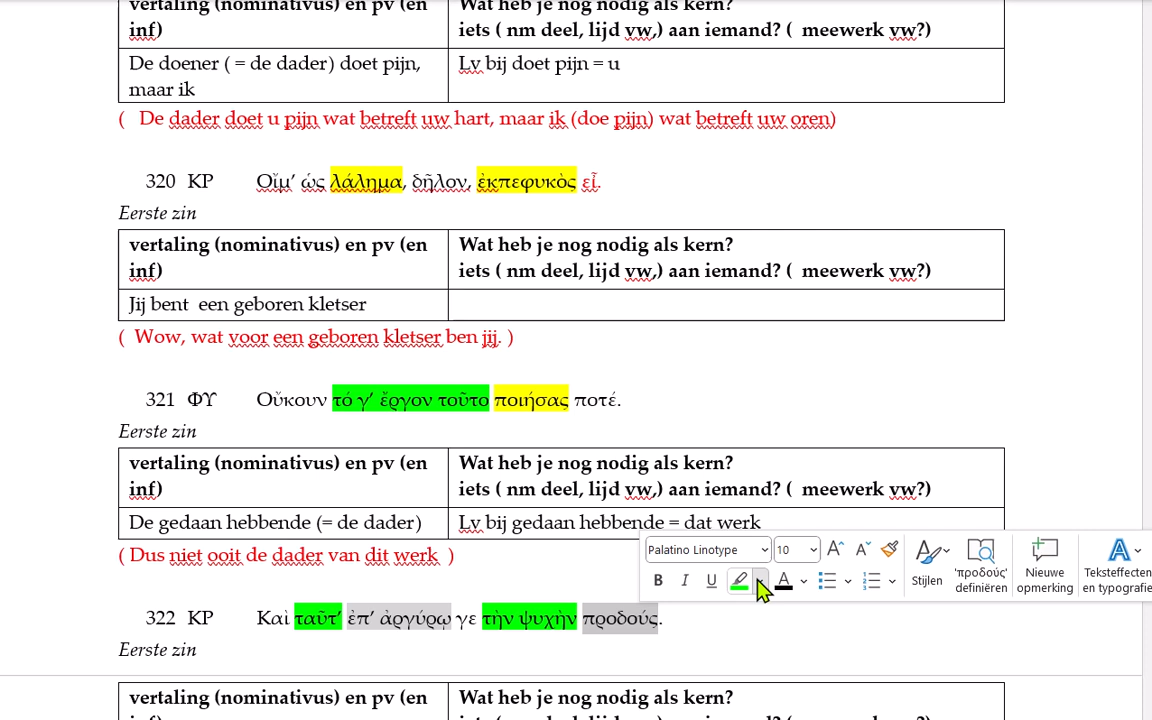 vertaling (nominativus) en pv (en
inf)
Wat heb je nog nodig als kern?
iets ( nm deel, lijd vw,) aan iemand? (  meewerk vw?)
De doener ( = de dader) doet pijn,
maar ik
Lv bij doet pijn = u
(   De dader doet u pijn wat betreft uw hart, maar ik (doe pijn) wat betreft uw oren)
320 ΚΡ Οἴμ’ ὡς λάλημα, δῆλον, ἐκπεφυκὸς εἶ.
Eerste zin
vertaling (nominativus) en pv (en
inf)
Wat heb je nog nodig als kern?
iets ( nm deel, lijd vw,) aan iemand? (  meewerk vw?)
Jij bent  een geboren kletser
(  Wow, wat voor een geboren kletser ben jij. )
321 ΦΥ Οὔκουν τό γ’ ἔργον τοῦτο ποιήσας ποτέ.
Eerste zin
vertaling (nominativus) en pv (en
inf)
Wat heb je nog nodig als kern?
iets ( nm deel, lijd vw,) aan iemand? (  meewerk vw?)
De gedaan hebbende (= de dader)
Lv bij gedaan hebbende = dat werk
( Dus niet ooit de dader van dit werk  )
Palatino Linotype 10
B I U A
Stijlen
'προδούς'
definiëren
Nieuwe
opmerking
Teksteffecten
en typografie
322 ΚΡ Καὶ ταῦτ’ ἐπ’ ἀργύρῳ γε τὴν ψυχὴν προδούς.
Eerste zin
vertaling (nominativus) en pv (en
Wat heb je nog nodig als kern?